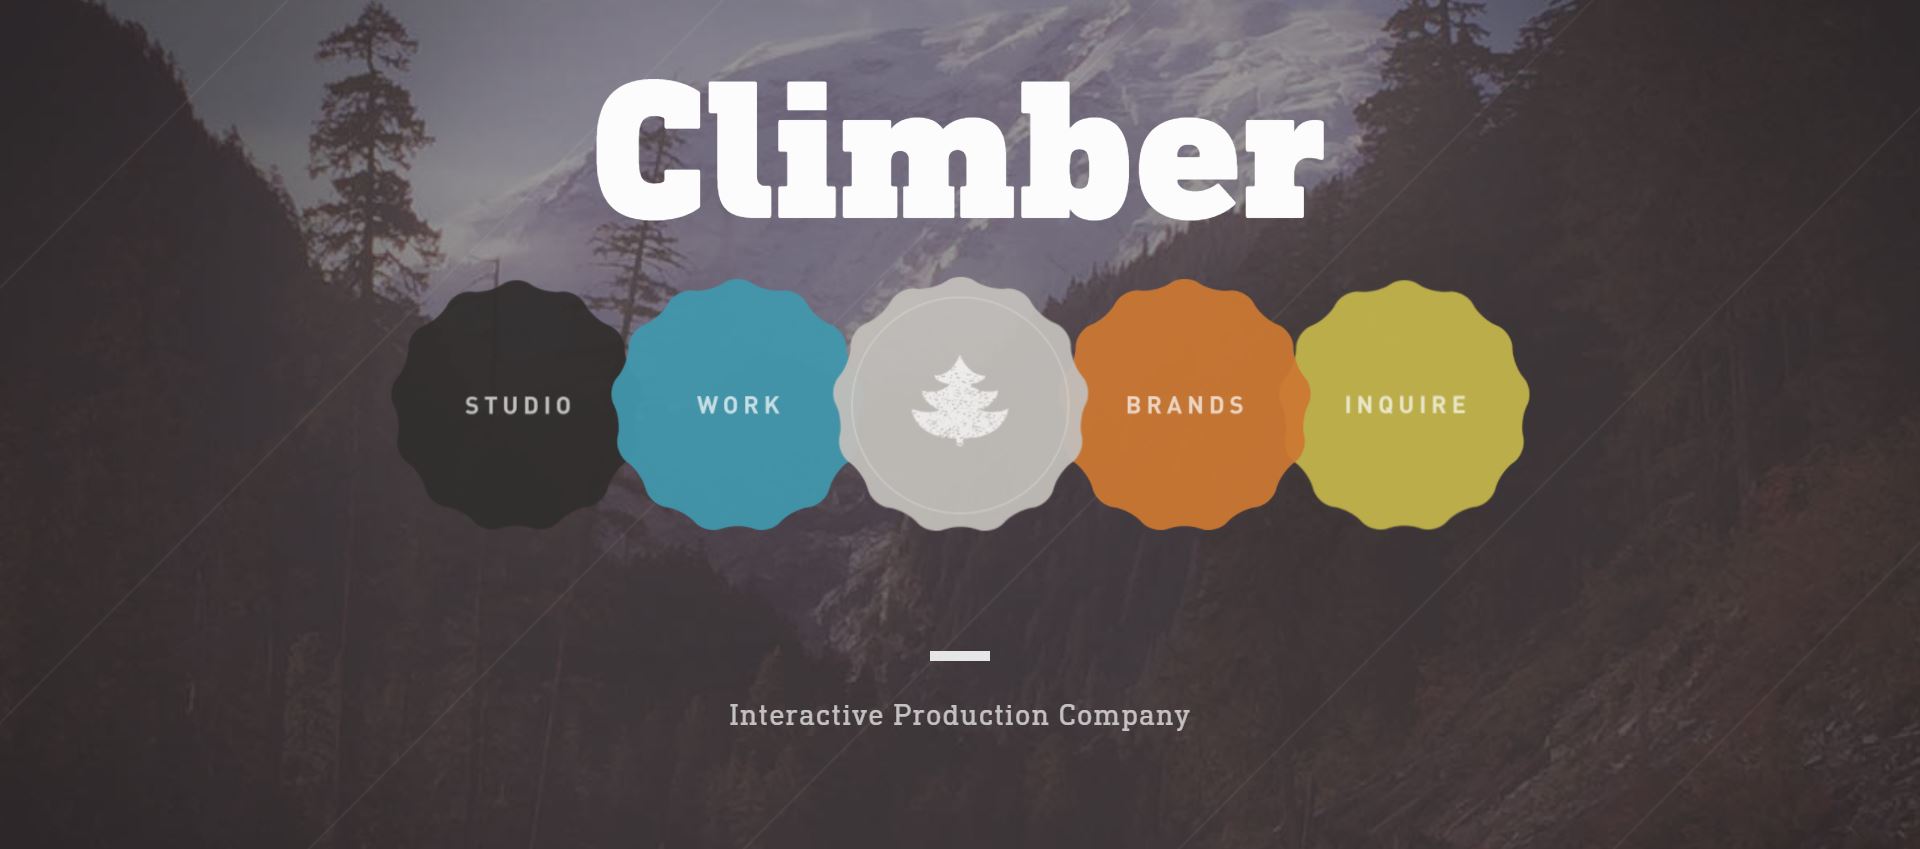 Climber
STUDIO
WORK
BRANDS
INQUIRE
Interactive Production Company